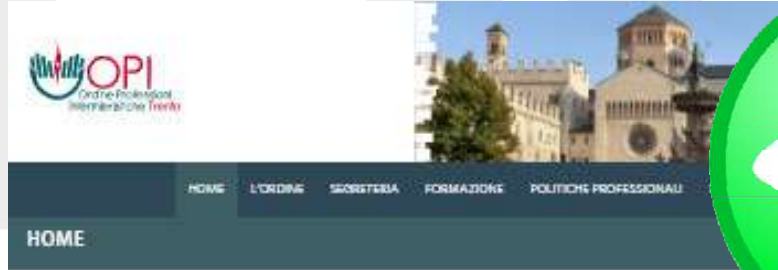 OPI
Ordine Professioni
Infermieristiche Trento
HOME L'ORDINE SEGRETERIA FORMAZIONE POLITICHE PROFESSIONALI
HOME